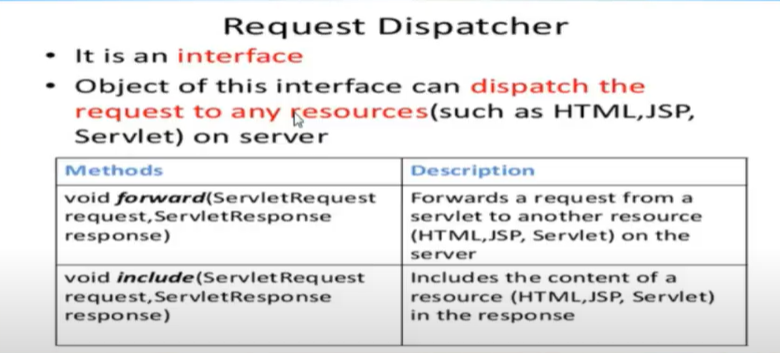 Request Dispatcher
• It is an interface
• Object of this interface can dispatch the
request to any resources(such as HTML,JSP,
Servlet) on server
Methods
Description
void forward(ServletRequest
request,ServletResponse
response)
Forwards a request from a
servlet to another resource
(HTML,JSP, Servlet) on the
server
void include(ServletRequest
request,ServletResponse
response)
Includes the content of a
resource (HTML,JSP, Servlet)
in the response